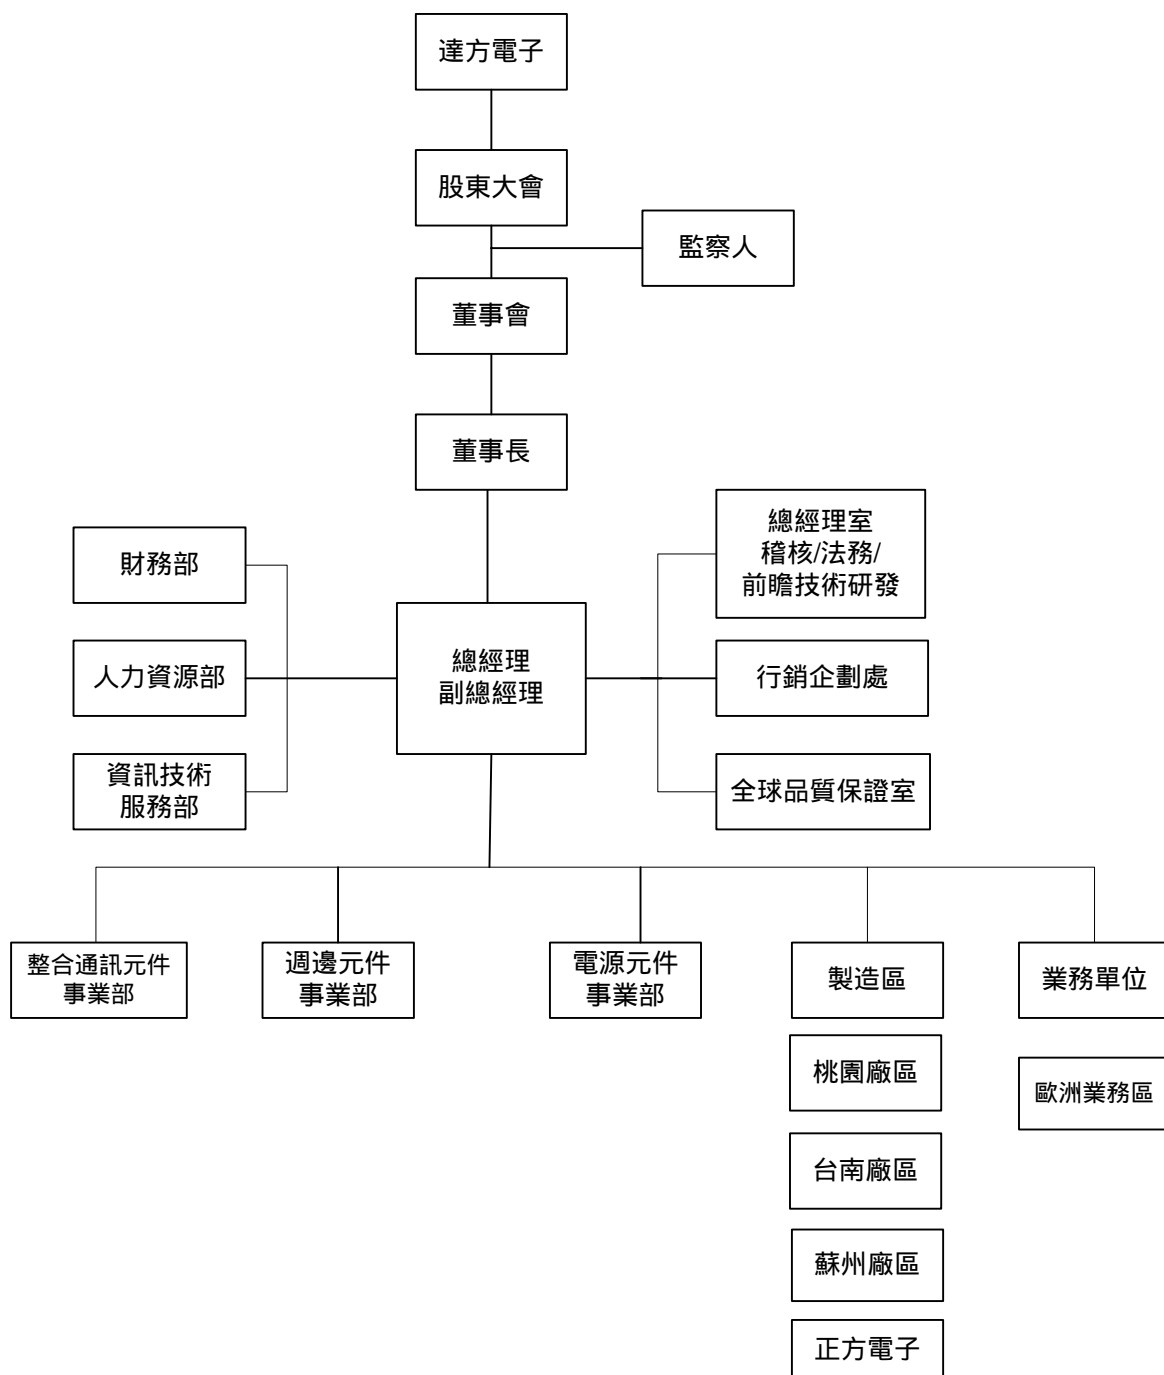 達方電子
股東大會
監察人
董事會
董事長
總經理室
稽核/法務/
前瞻技術研發
財務部
人力資源部
總經理
副總經理
行銷企劃處
資訊技術
服務部
全球品質保證室
整合通訊元件
事業部
週邊元件
事業部
電源元件
事業部
製造區
業務單位
桃園廠區
歐洲業務區
台南廠區
蘇州廠區
正方電子